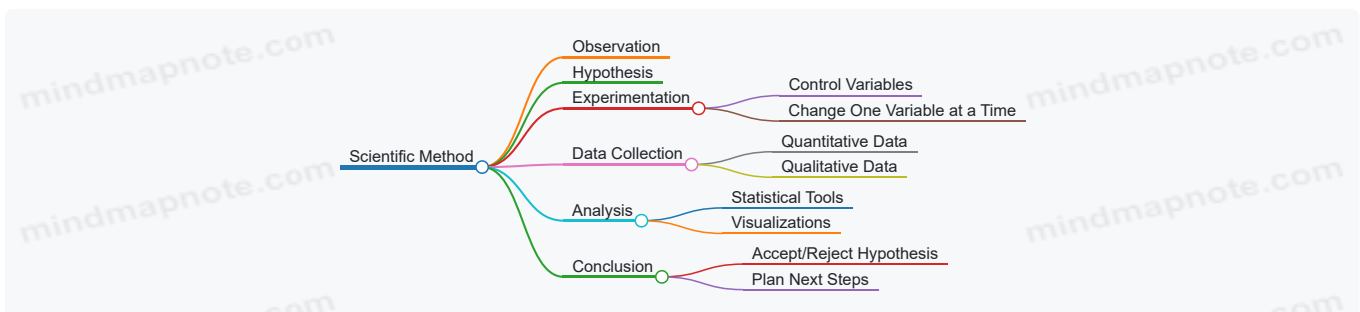 mindmapnote.com
mindmapnote.com
Observation
Hypothesis
Experimentation
Control Variables
Change One Variable at a Time
Scientific Method
Data Collection
Quantitative Data
Qualitative Data
mindmapnote.com
mindmapnote.com
Analysis
Statistical Tools
Visualizations
Conclusion
Accept/Reject Hypothesis
Plan Next Steps
.com
.com